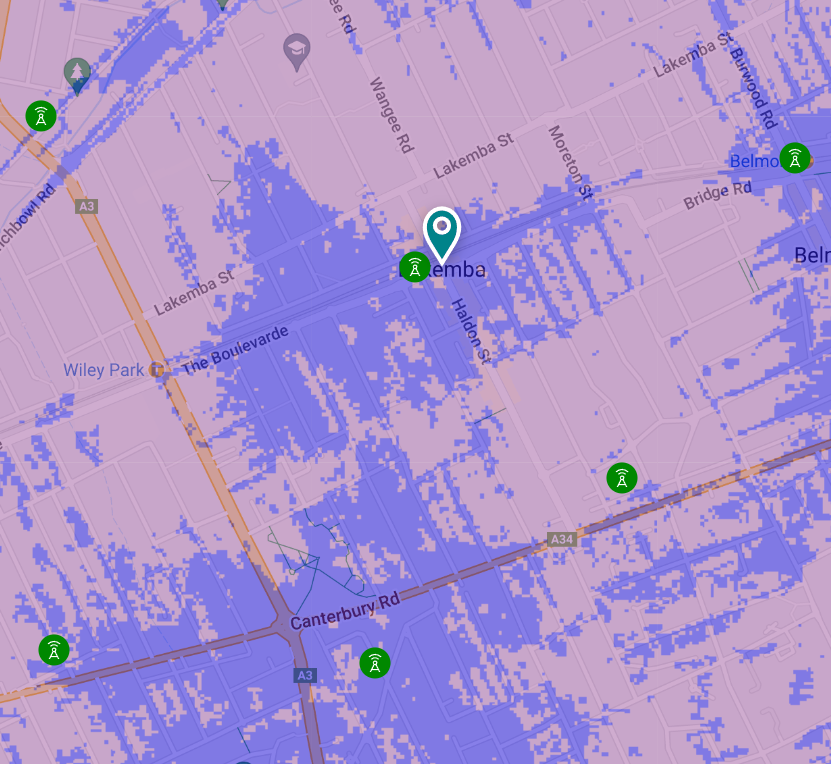 Wangee Rd
Lakemba St
Burwood Rd
Lakemba St
Moreton St
Belmo
Bridge Rd
A3
chbowl Rd
Belm
kemba
Lakemba St
Haldon St
The Boulevarde
Wiley Park
A34
Canterbury Rd
A3